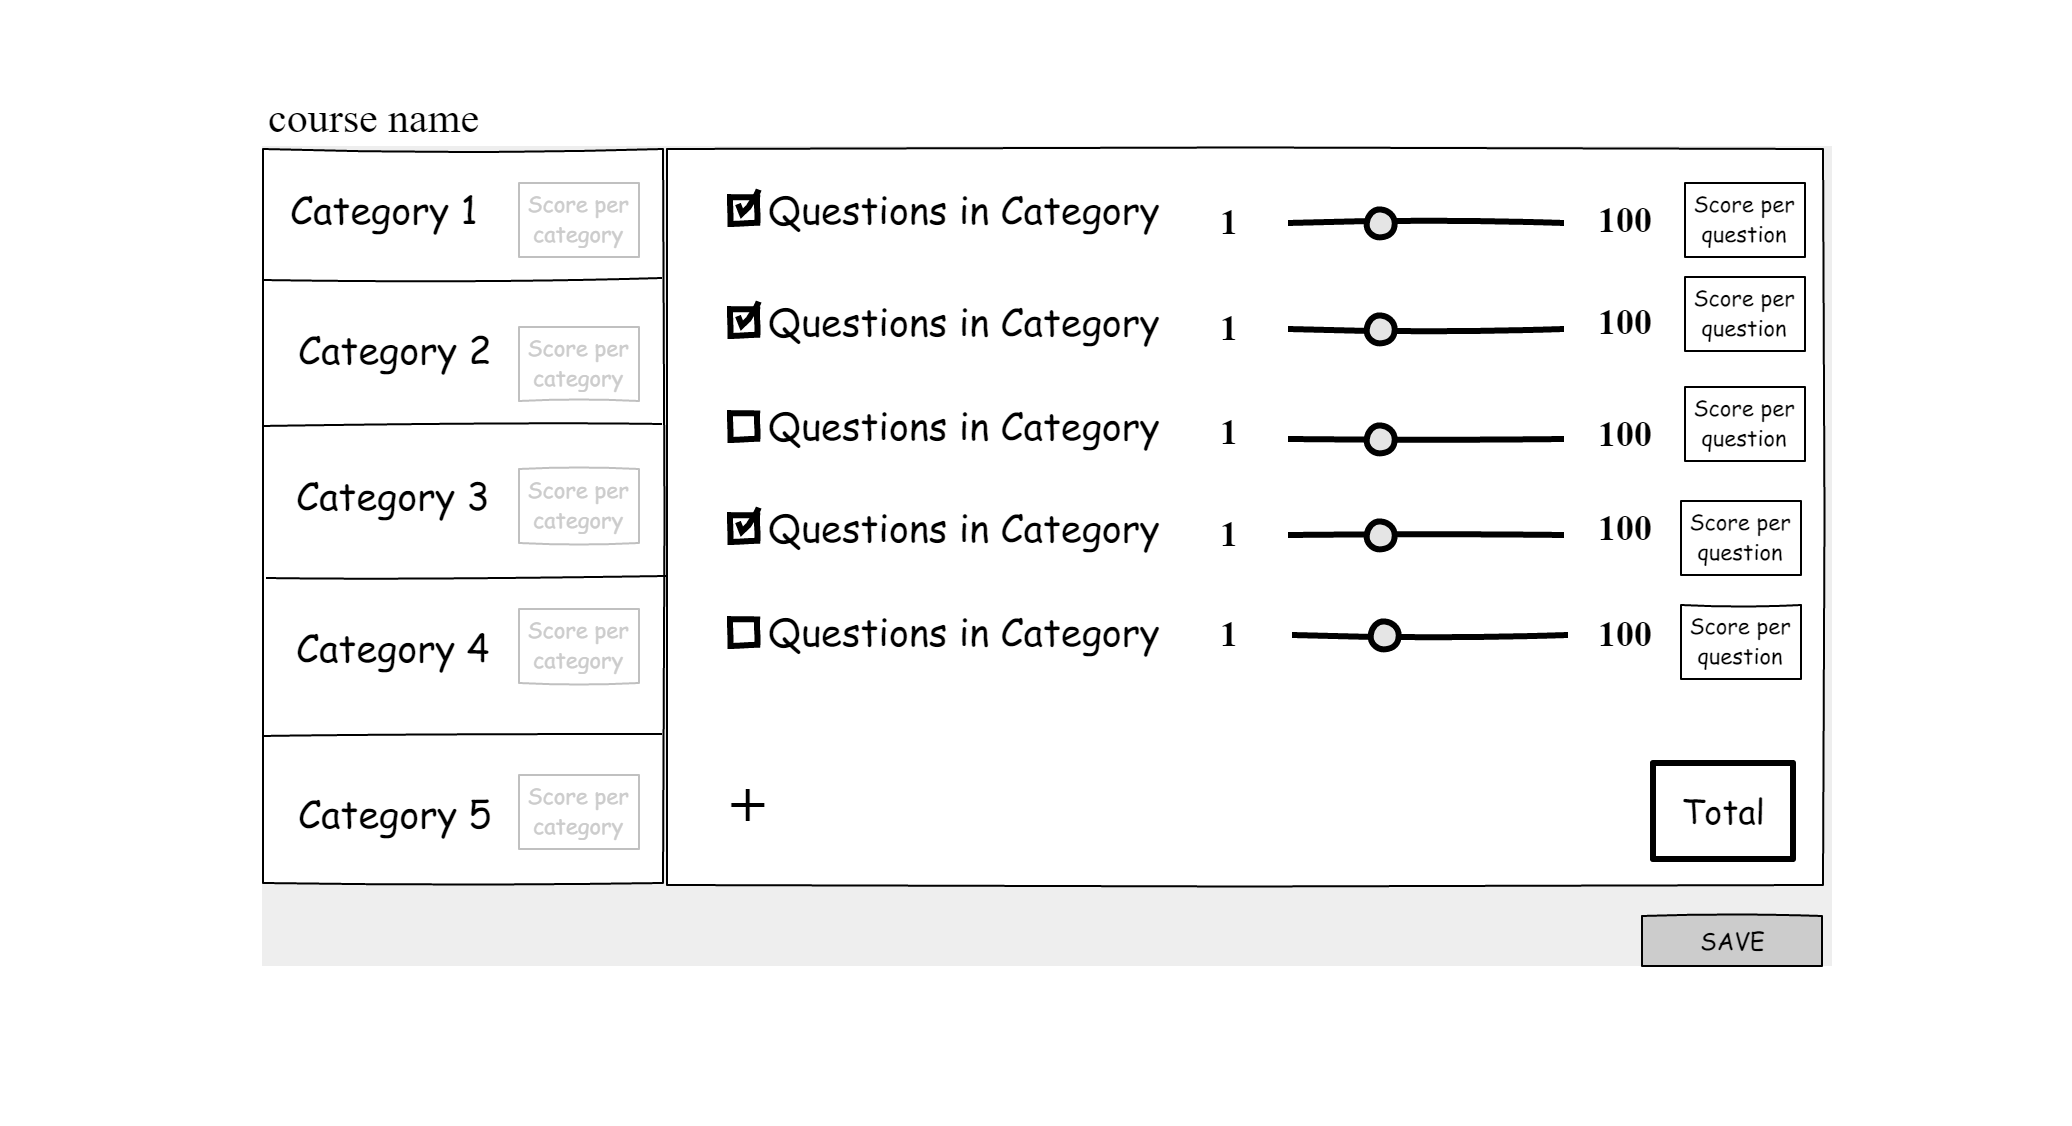 course name
Category 1
Score per
category
Category 2
Score per
category
Category 3
Score per
category
Category 4
Score per
category
Category 5
Score per
category
Questions in Category 1 100
Score per
question
Questions in Category 1 100
Score per
question
Questions in Category 1 100
Score per
question
Questions in Category 1 100
Score per
question
Questions in Category 1 100
Score per
question
+
Total
SAVE